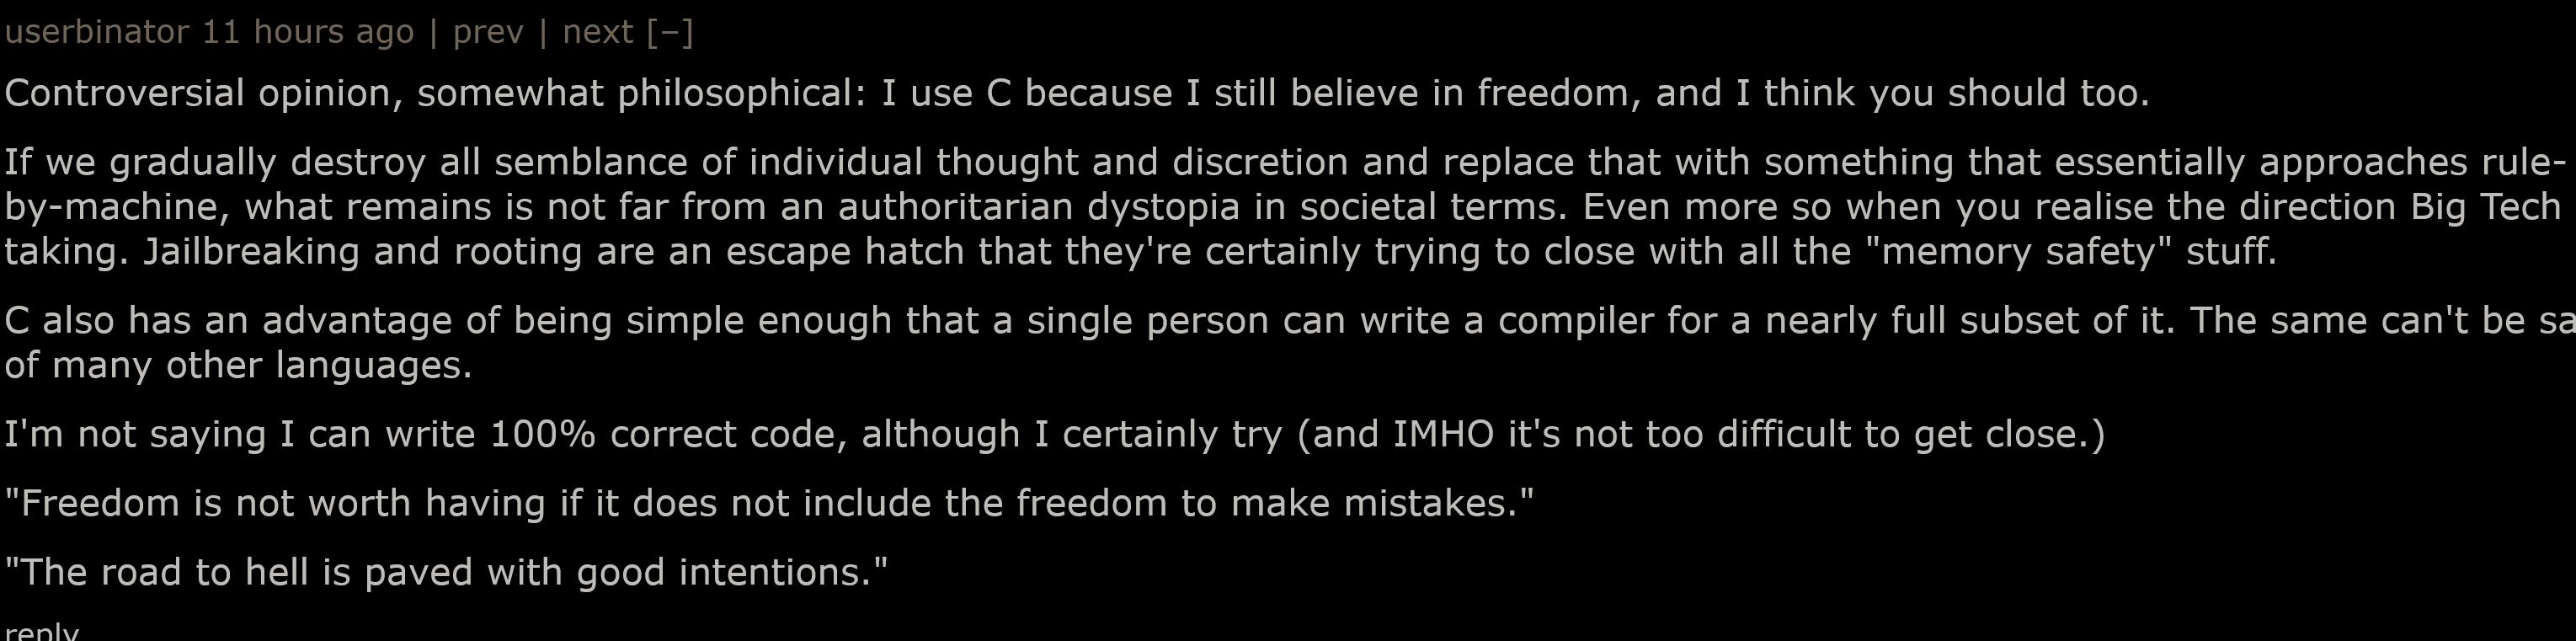 userbinator 11 hours ago | prev | next [–]
Controversial opinion, somewhat philosophical: I use C because I still believe in freedom, and I think you should too.
If we gradually destroy all semblance of individual thought and discretion and replace that with something that essentially approaches rule-
by-machine, what remains is not far from an authoritarian dystopia in societal terms. Even more so when you realise the direction Big Tech
taking. Jailbreaking and rooting are an escape hatch that they're certainly trying to close with all the "memory safety" stuff.
C also has an advantage of being simple enough that a single person can write a compiler for a nearly full subset of it. The same can't be sa
of many other languages.
I'm not saying I can write 100% correct code, although I certainly try (and IMHO it's not too difficult to get close.)
"Freedom is not worth having if it does not include the freedom to make mistakes."
"The road to hell is paved with good intentions."
reply